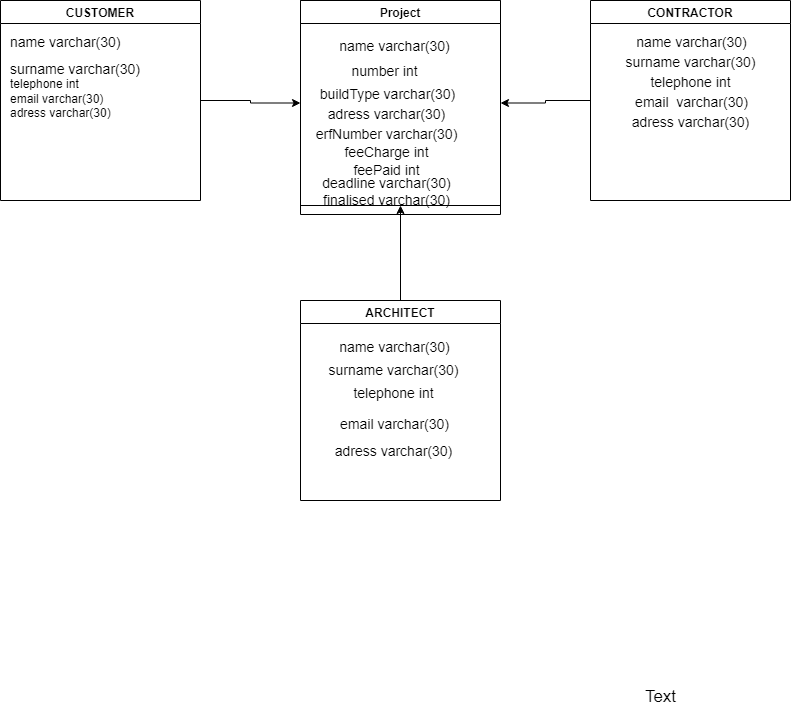 CUSTOMER
name varchar(30)
surname varchar(30)
telephone int
email varchar(30)
adress varchar(30)
Project
name varchar(30)
number int
buildType varchar(30)
adress varchar(30)
erfNumber varchar(30)
feeCharge int
feePaid int
deadline varchar(30)
finalised varchar(30)
CONTRACTOR
name varchar(30)
surname varchar(30)
telephone int
email varchar(30)
adress varchar(30)
ARCHITECT
name varchar(30)
surname varchar(30)
telephone int
email varchar(30)
adress varchar(30)
Text